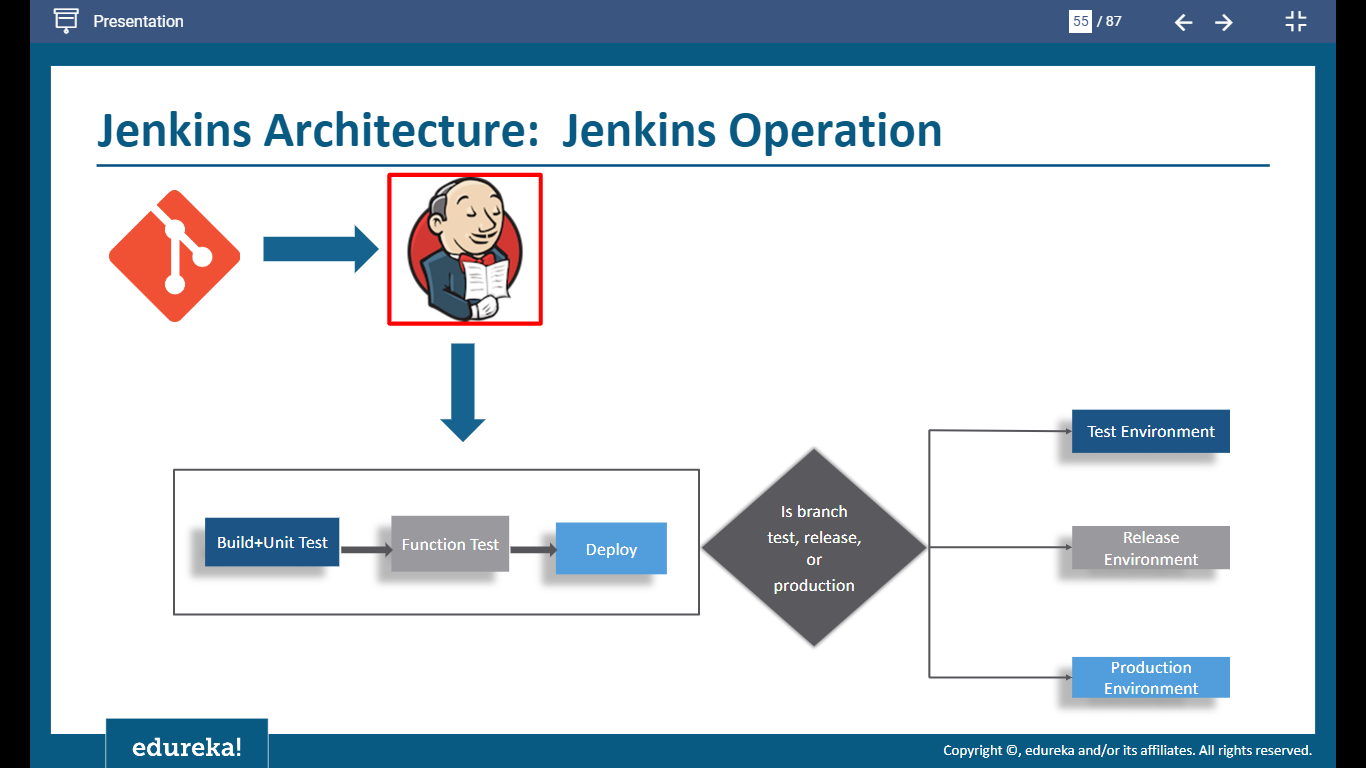 Presentation
55 / 87
Jenkins Architecture: Jenkins Operation
Build+Unit Test
Function Test
Deploy
Is branch
test, release,
or
production
Test Environment
Release
Environment
Production
Environment
edureka!
Copyright ©, edureka and/or its affiliates. All rights reserved.